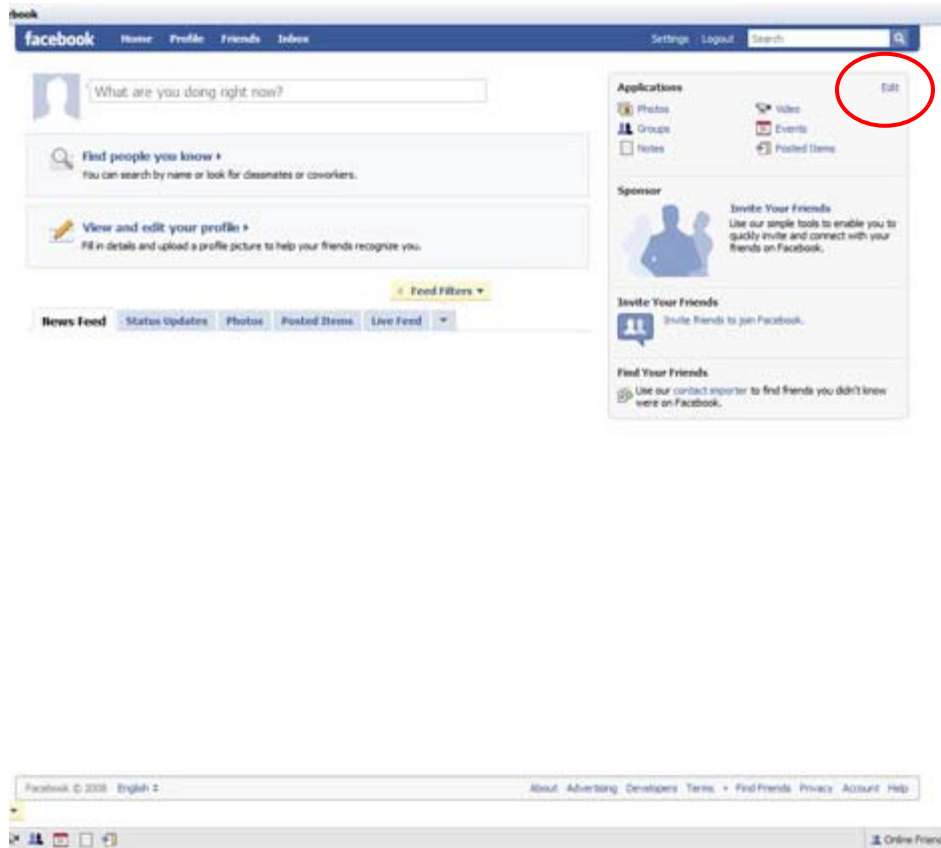 book
facebook Home Profile Friends Inbox Settings Logout Search
What are you doing right now?
Find people you know
You can search by name or look for classmates or coworkers.
View and edit your profile
Fill in details and upload a profile picture to help your friends recognize you.
Feed Filters
News Feed Status Updates Photos Posted Items Live Feed
Applications Edit
Photos Video
Groups Events
Notes Posted Items
Sponsor
Invite Your Friends
Use our simple tools to enable you to
quickly invite and connect with your
friends on Facebook.
Invite Your Friends
Invite friends to join Facebook.
Find Your Friends
Use our contact importer to find friends you didn't know
were on Facebook.
Facebook © 2008 English About Advertising Developers Terms • Find Friends Privacy Account Help
Online Frien